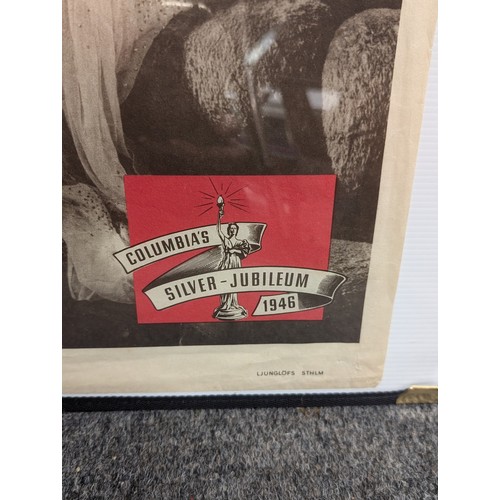 COLUMBIA'S
SILVER-JUBILEUM
1946
LJUNGLÖFS STHLM